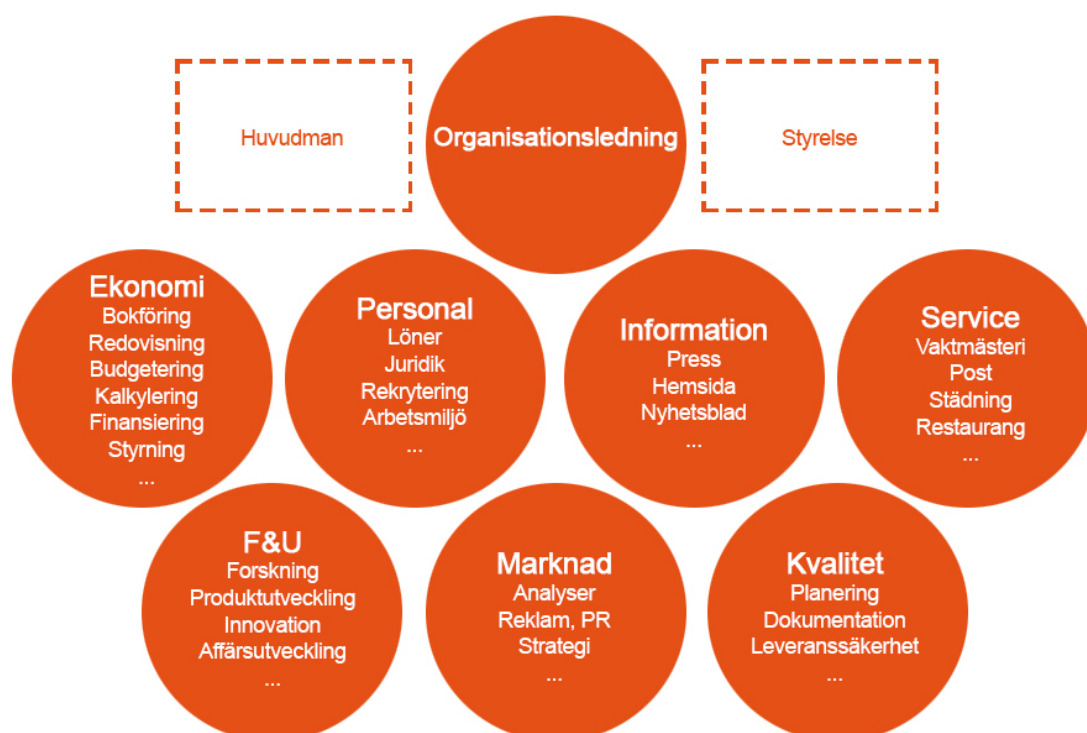 Huvudman
Organisationsledning
Styrelse
Ekonomi
Bokföring
Redovisning
Budgetering
Kalkylering
Finansiering
Styrning
...
Personal
Löner
Juridik
Rekrytering
Arbetsmiljö
...
Information
Press
Hemsida
Nyhetsblad
...
Service
Vaktmästeri
Post
Städning
Restaurang
...
F&U
Forskning
Produktutveckling
Innovation
Affärsutveckling
...
Marknad
Analyser
Reklam, PR
Strategi
...
Kvalitet
Planering
Dokumentation
Leveranssäkerhet
...